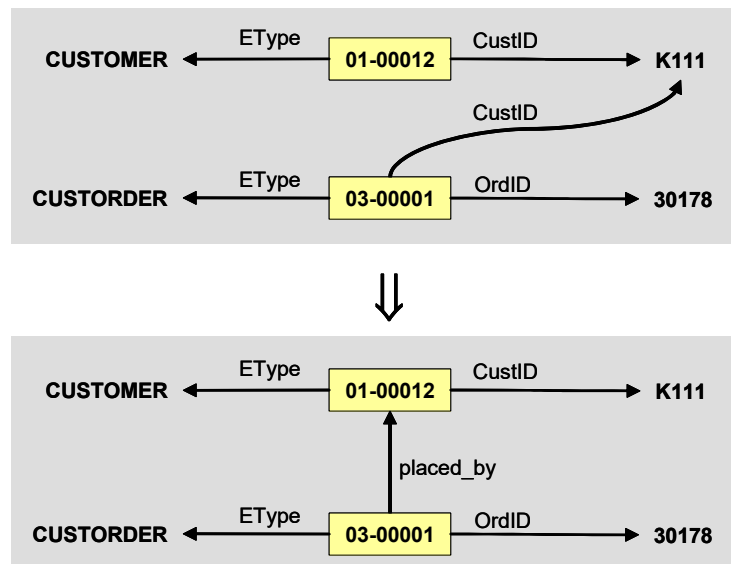 EType CustID
CUSTOMER 01-00012 K111
CustID
EType OrdID
CUSTORDER 03-00001 30178
EType CustID
CUSTOMER 01-00012 K111
placed_by
EType OrdID
CUSTORDER 03-00001 30178